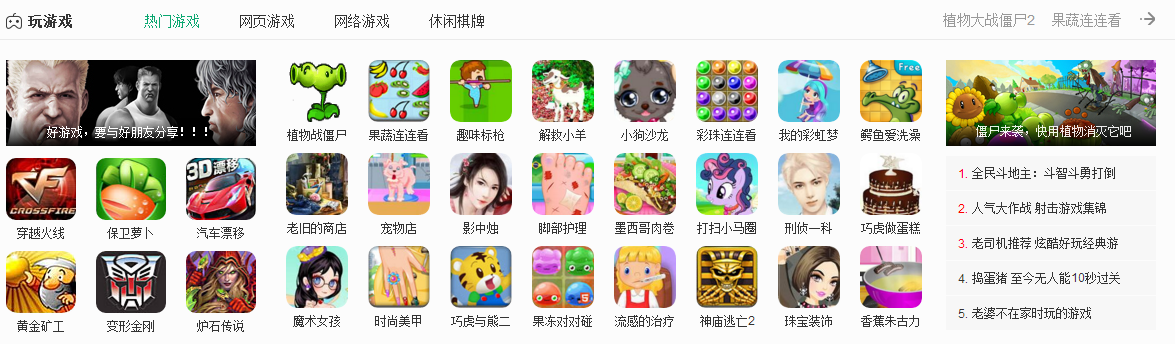 玩游戏
热门游戏
网页游戏
网络游戏
休闲棋牌
植物大战僵尸2
果蔬连连看
好游戏，要与好朋友分享！！！
CROSSFIRE
3D漂移
穿越火线
保卫萝卜
汽车漂移
黄金矿工
变形金刚
炉石传说
Free
植物战僵尸
果蔬连连看
趣味标枪
解救小羊
小狗沙龙
彩珠连连看
我的彩虹梦
鳄鱼爱洗澡
老旧的商店
宠物店
影中烛
脚部护理
墨西哥肉卷
打扫小马圈
刑侦一科
巧虎做蛋糕
魔术女孩
时尚美甲
巧虎与熊二
果冻对对碰
流感的治疗
神庙逃亡2
珠宝装饰
香蕉朱古力
僵尸来袭，快用植物消灭它吧
1. 全民斗地主：斗智斗勇打倒
2. 人气大作战 射击游戏集锦
3. 老司机推荐 炫酷好玩经典游
4. 捣蛋猪 至今无人能10秒过关
5. 老婆不在家时玩的游戏